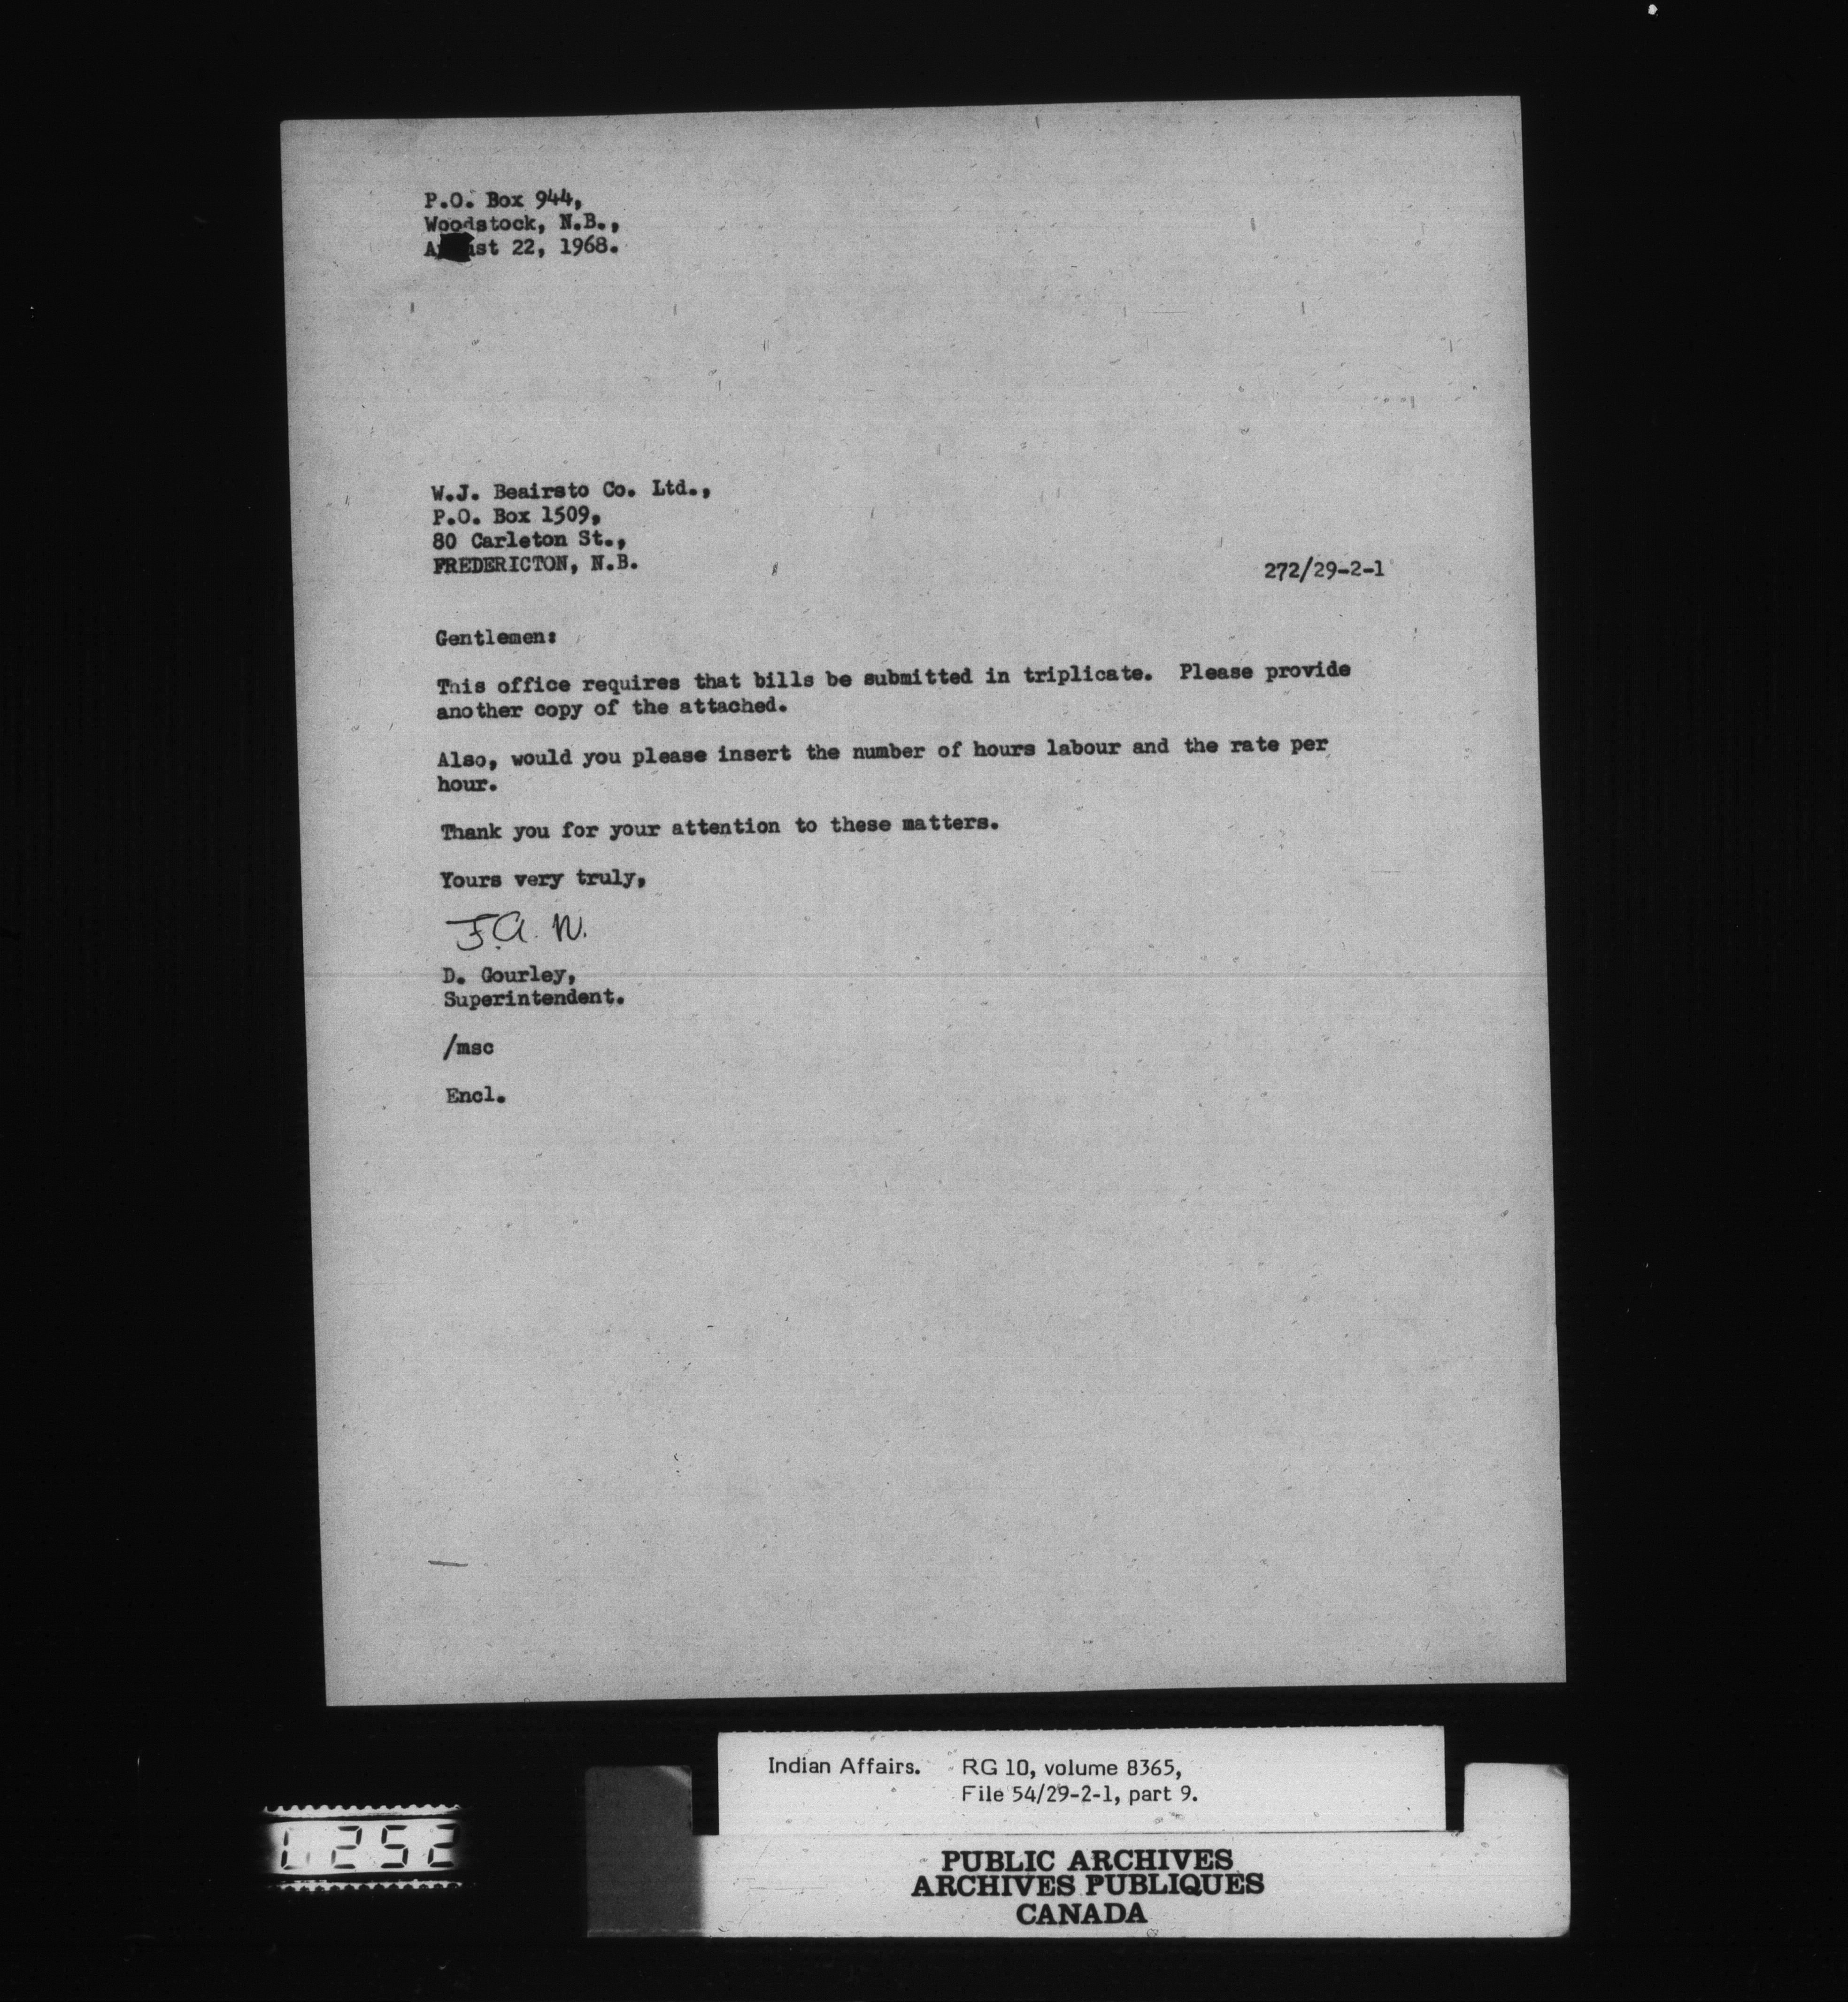 P.O. Box 944,
Woodstock, N.B.,
August 22, 1968.
W.J. Beairsto Co. Ltd.,
P.O. Box 1509,
80 Carleton St.,
FREDERICTON, N.B.
272/29-2-1
Gentlemen:
This office requires that bills be submitted in triplicate. Please provide
another copy of the attached.
Also, would you please insert the number of hours labour and the rate per
hour.
Thank you for your attention to these matters.
Yours very truly,
J.A. W.
D. Gourley,
Superintendent.
/msc
Encl.
Indian Affairs. RG 10, volume 8365,
File 54/29-2-1, part 9.
PUBLIC ARCHIVES
ARCHIVES PUBLIQUES
CANADA
252